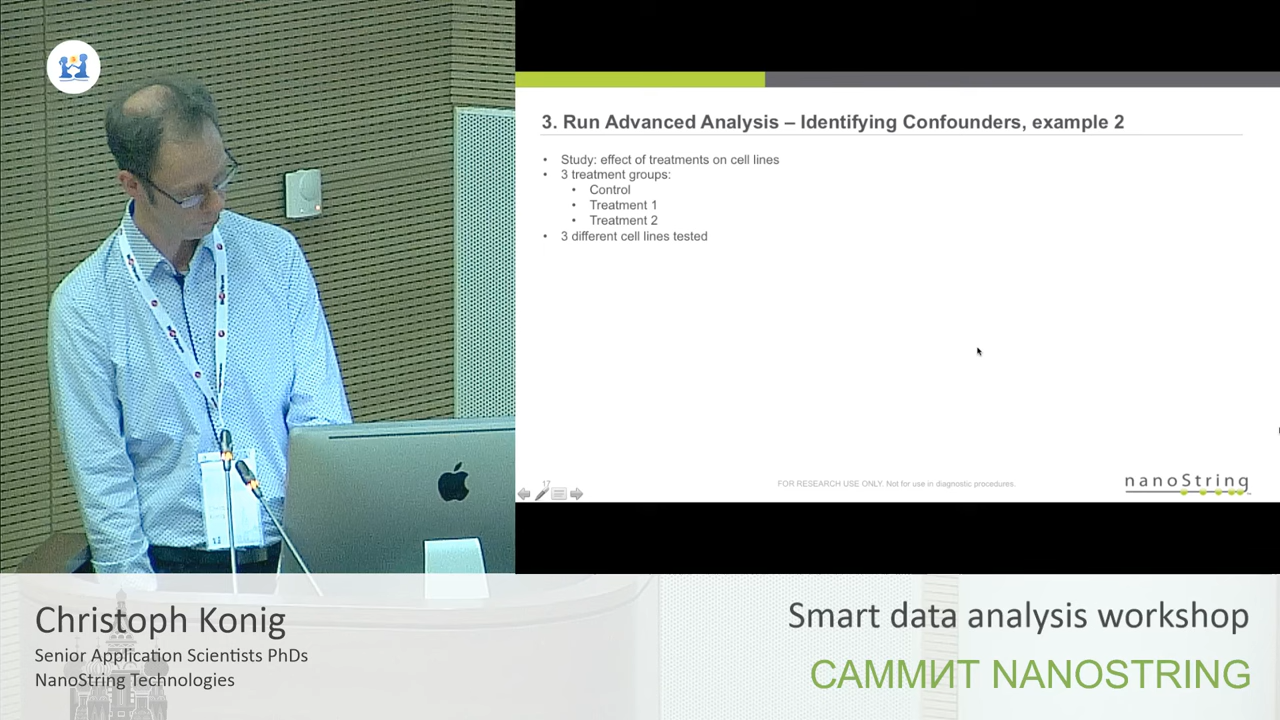 3. Run Advanced Analysis – Identifying Confounders, example 2
• Study: effect of treatments on cell lines
• 3 treatment groups:
• Control
• Treatment 1
• Treatment 2
• 3 different cell lines tested
17
FOR RESEARCH USE ONLY. Not for use in diagnostic procedures.
nanoString
Christoph Konig
Senior Application Scientists PhDs
NanoString Technologies
Smart data analysis workshop
САММИТ NANOSTRING